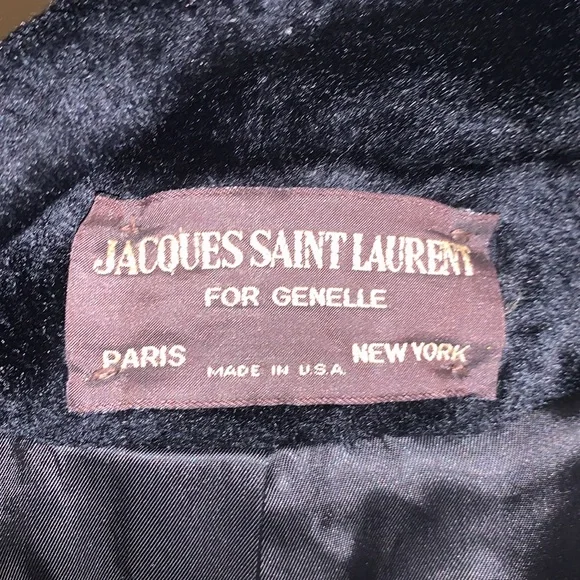 JACQUES SAINT LAURENT
FOR GENELLE
PARIS NEW YORK
MADE IN U.S.A.